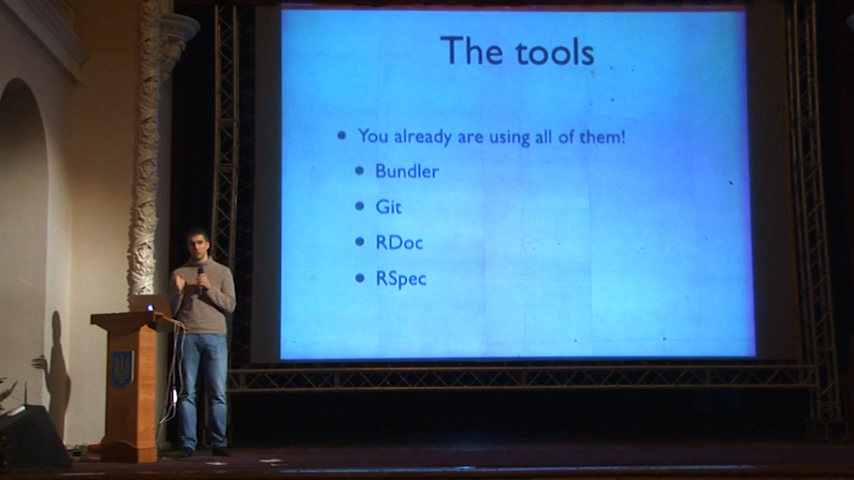 The tools
• You already are using all of them!
• Bundler
• Git
• RDoc
• RSpec